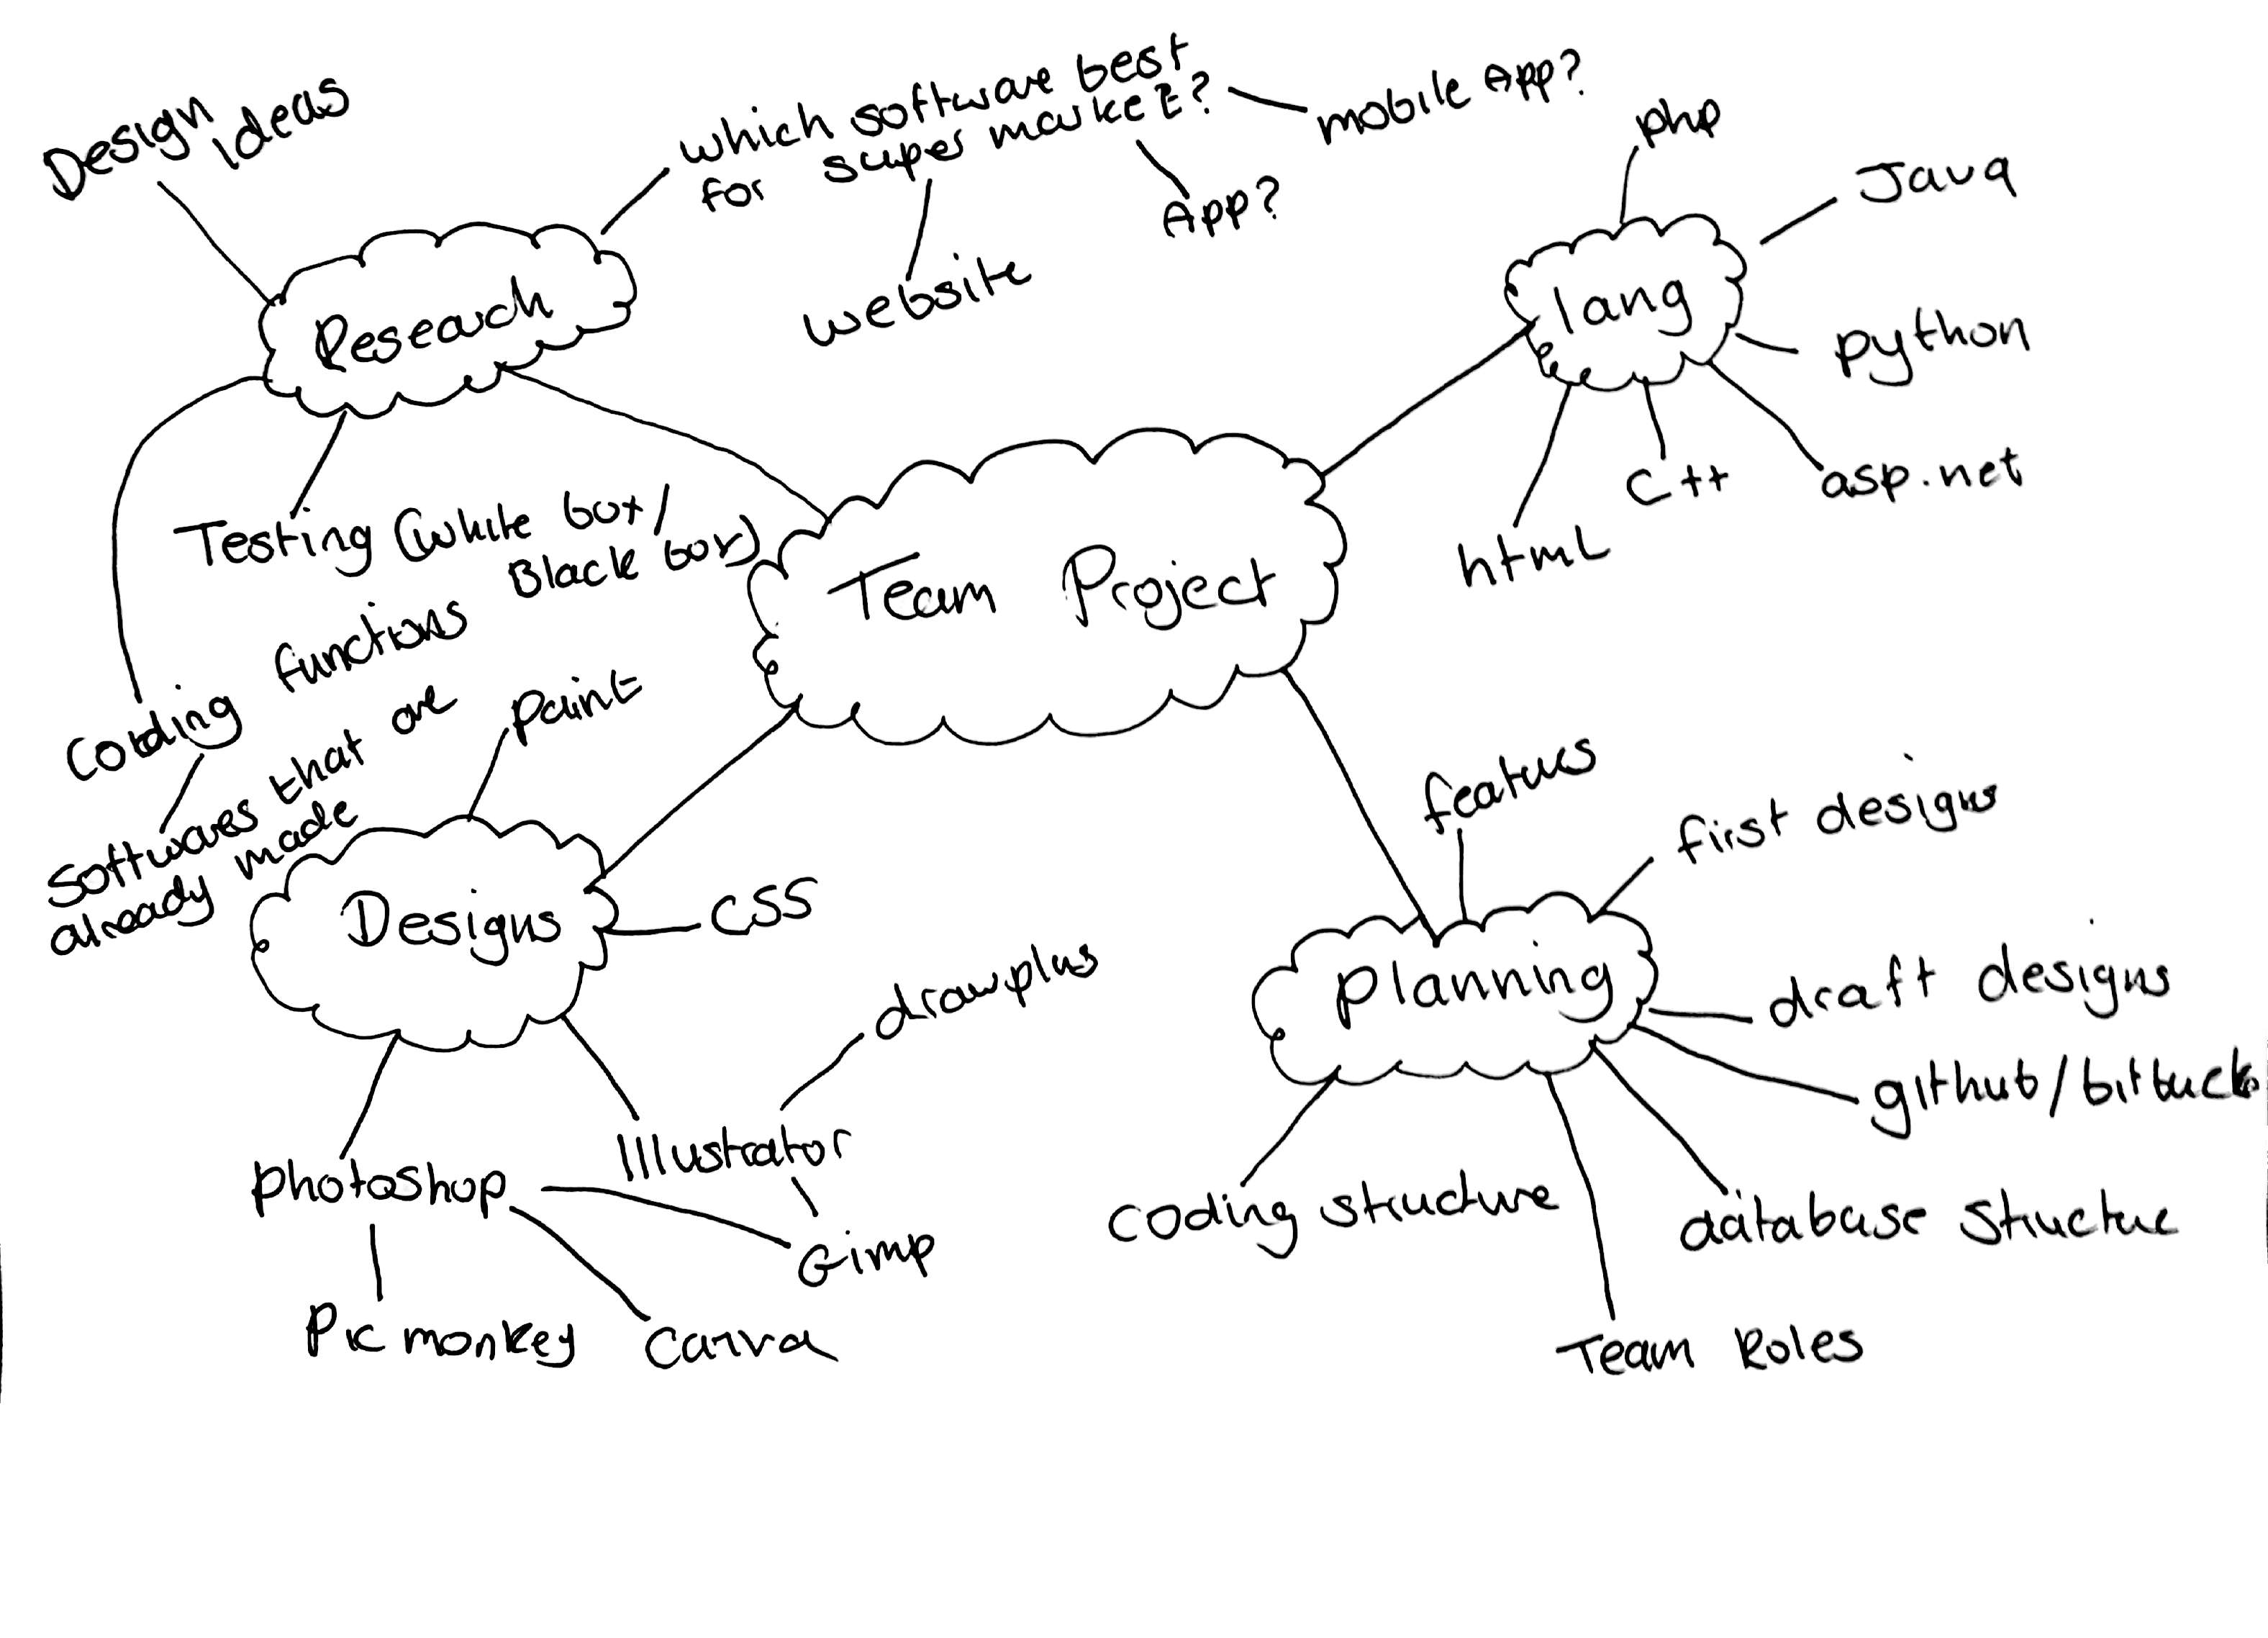 Design
Ideas
which software best
for super market?
mobile App?
App?
website
Research
Testing (white box/
Black box)
Coding functions
Softwares that are
already made
Team Project
lang
php
Java
python
asp.net
C++
html
Designs
paint
CSS
Illustrator
drawplus
Gimp
photoshop
Pic monkey
Canva
planning
features
first designs
draft designs
github/bitbuck
database structure
Team Roles
coding structure